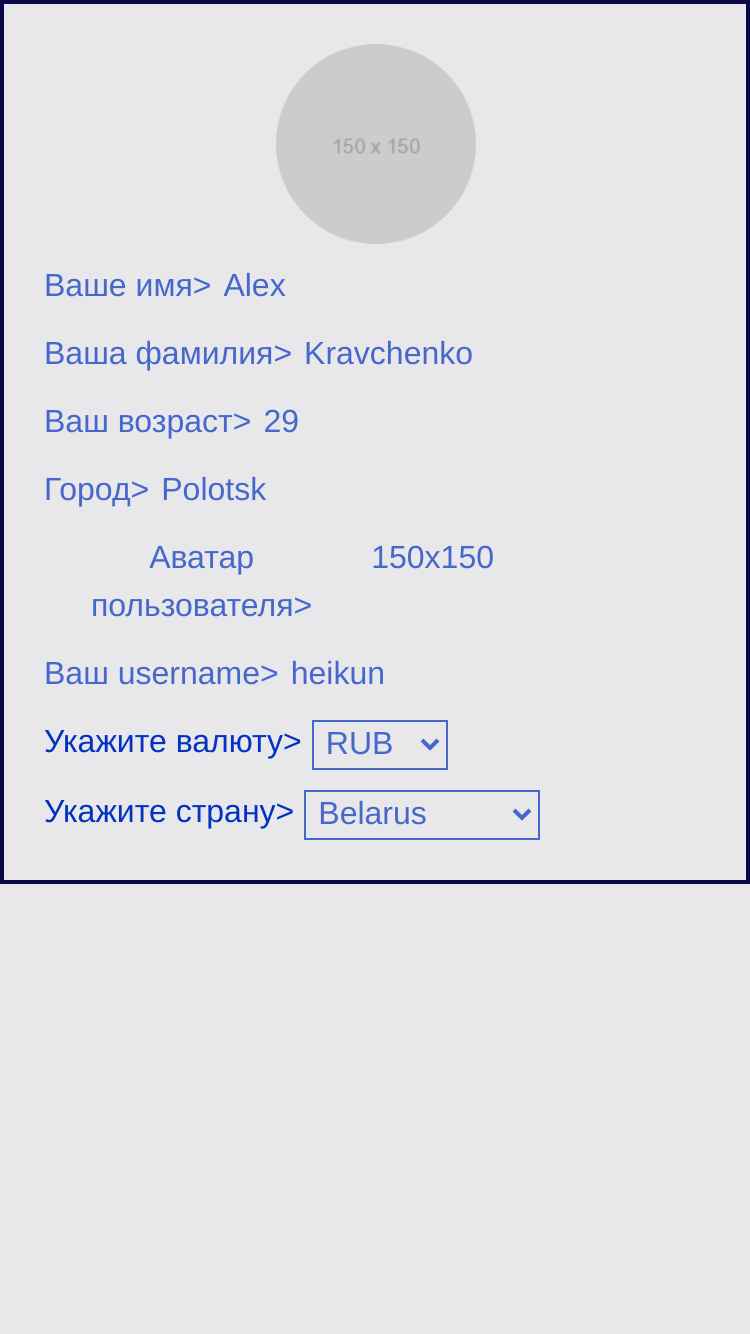 150 x 150
Ваше имя> Alex
Ваша фамилия> Kravchenko
Ваш возраст> 29
Город> Polotsk
Аватар 150x150
пользователя>
Ваш username> heikun
Укажите валюту> RUB
Укажите страну> Belarus